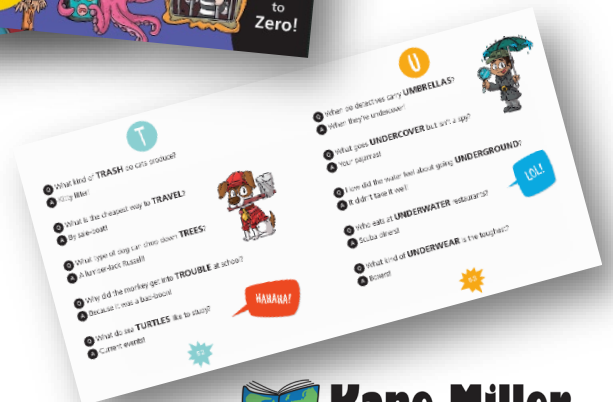 to
Zero!
T
Q What kind of TRASH do cats produce?
A Kitty litter!
Q What is the cheapest way to TRAVEL?
A By sale-boat!
Q What type of dog can chop down TREES?
A A lumber-Jack Russell!
Q Why did the monkey get into TROUBLE at school?
A Because it was a bad-boon!
Q What do sea TURTLES like to study?
A Current events!
HAHAHA!
52
U
Q When do detectives carry UMBRELLAS?
A When they're undercover!
Q What goes UNDERCOVER but isn't a spy?
A Your pajamas!
Q How did the water feel about going UNDERGROUND?
A It didn't take it well!
Q Who eats at UNDERWATER restaurants?
A Scuba diners!
Q What kind of UNDERWEAR is the toughest?
A Boxers!
LOL!
53
Kane Miller